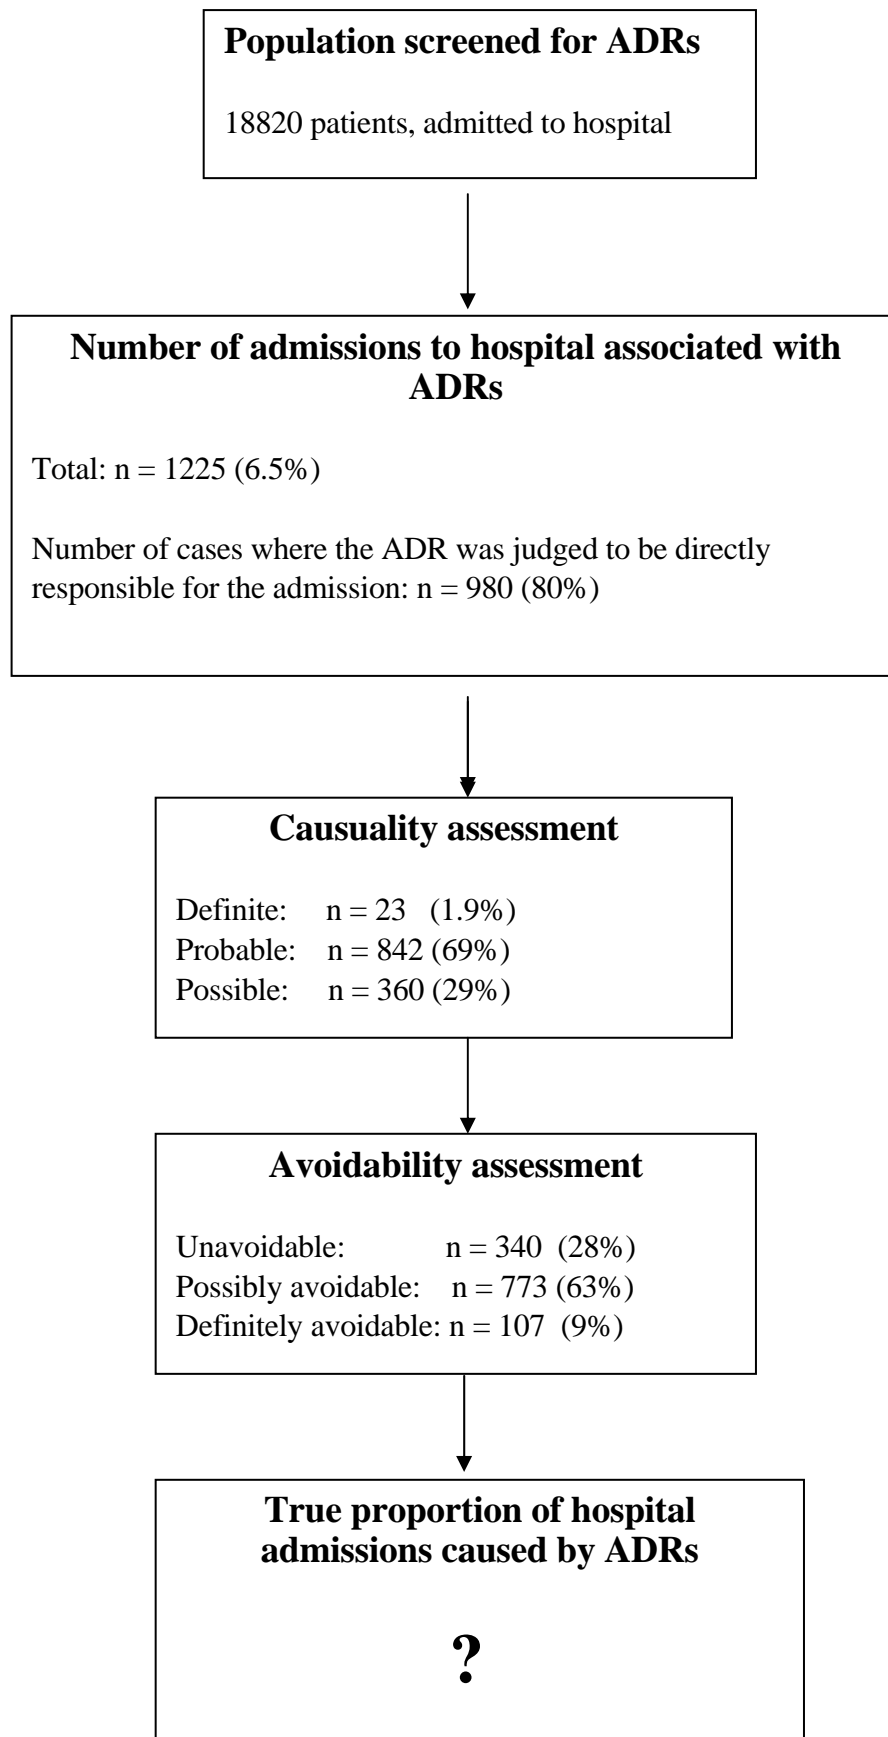 Population screened for ADRs
18820 patients, admitted to hospital
Number of admissions to hospital associated with
ADRs
Total: n = 1225 (6.5%)
Number of cases where the ADR was judged to be directly
responsible for the admission: n = 980 (80%)
Causuality assessment
Definite: n = 23 (1.9%)
Probable: n = 842 (69%)
Possible: n = 360 (29%)
Avoidability assessment
Unavoidable: n = 340 (28%)
Possibly avoidable: n = 773 (63%)
Definitely avoidable: n = 107 (9%)
True proportion of hospital
admissions caused by ADRs
?